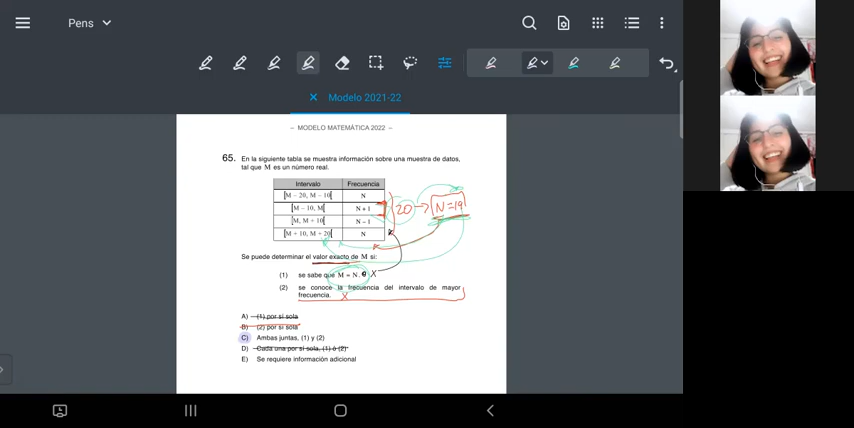 Pens
Modelo 2021-22
– MODELO MATEMÁTICA 2022 –
65. En la siguiente tabla se muestra información sobre una muestra de datos,
tal que M es un número real.
Intervalo Frecuencia
[M – 20, M – 10[ N
[M – 10, M[ N + 1
[M, M + 10[ N – 1
[M + 10, M + 20[ N
20 → N = 19
Se puede determinar el valor exacto de M si:
(1) se sabe que M = N. X
(2) se conoce la frecuencia del intervalo de mayor
frecuencia. X
A) (1) por sí sola
B) (2) por sí sola
C) Ambas juntas, (1) y (2)
D) Cada una por sí sola, (1) ó (2)
E) Se requiere información adicional